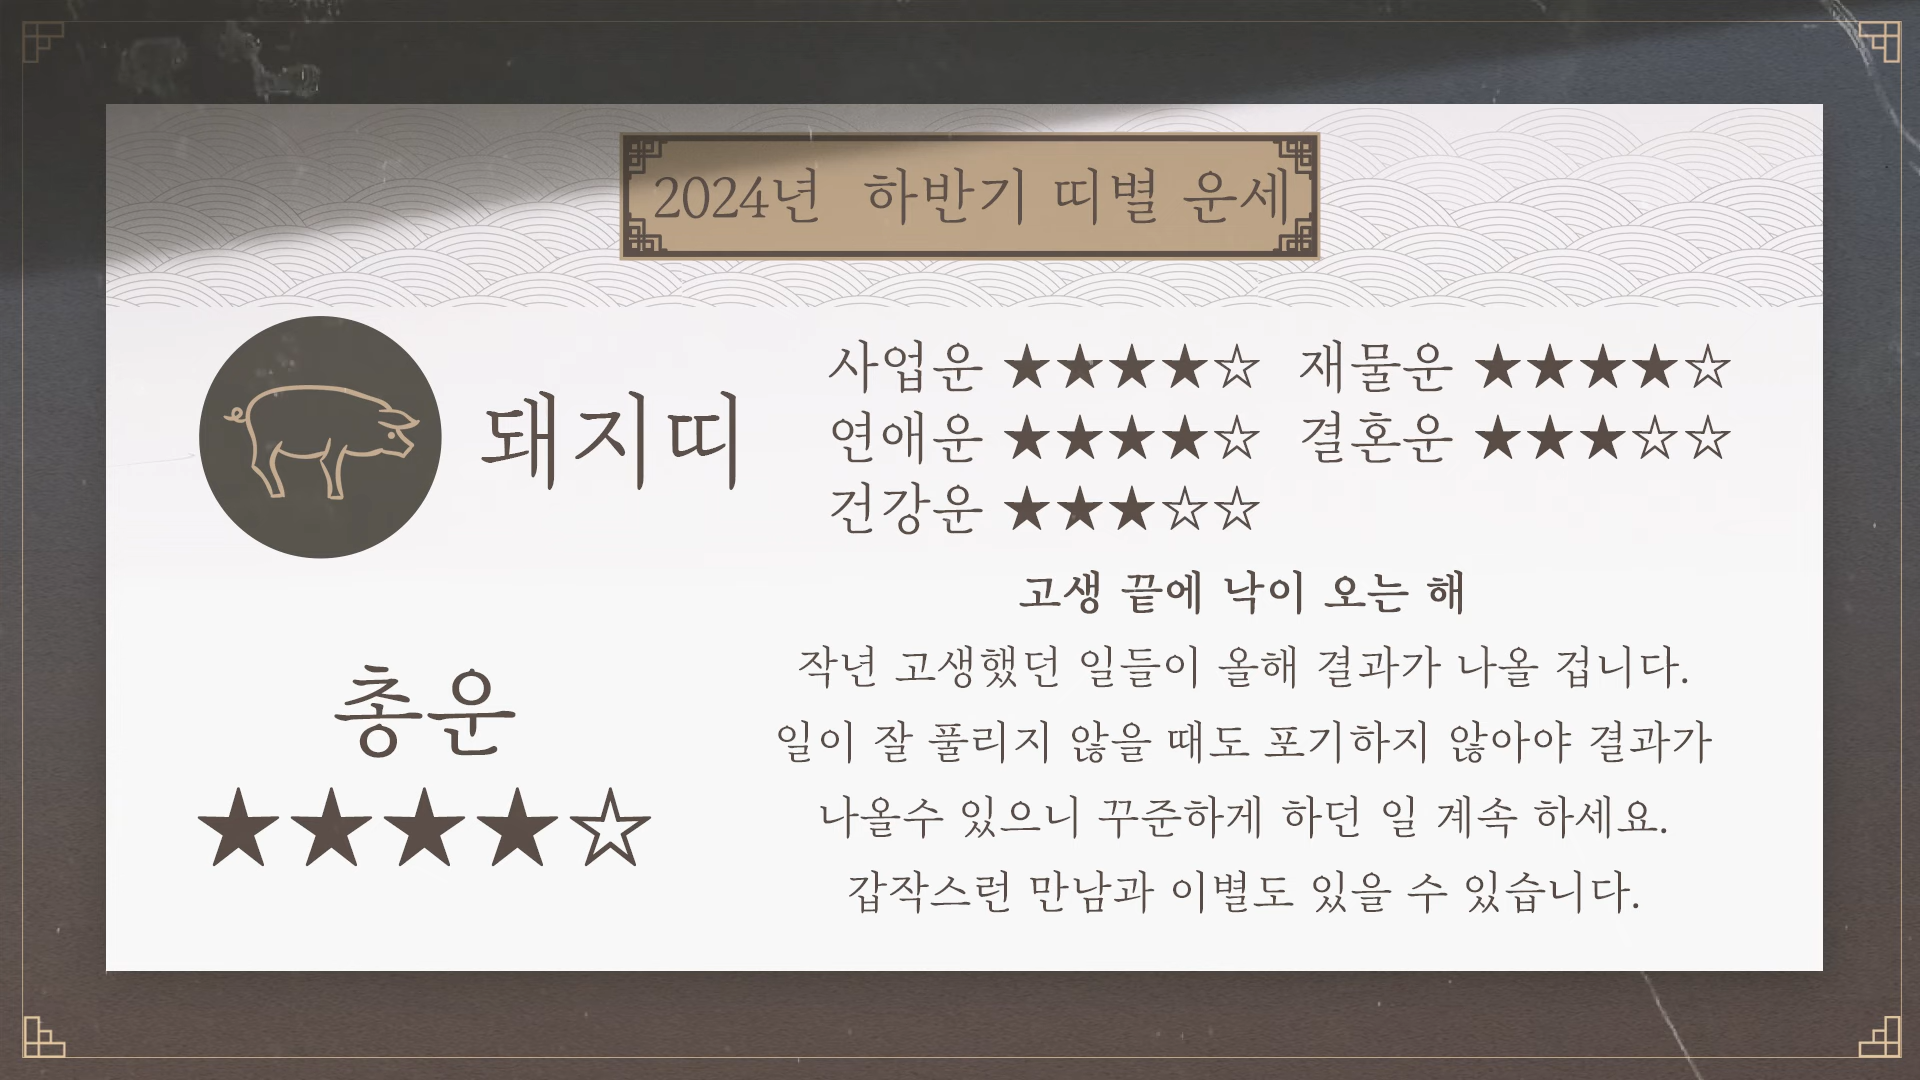 2024년 하반기 띠별 운세
돼지띠
사업운 ★★★★☆ 재물운 ★★★★☆
연애운 ★★★★☆ 결혼운 ★★★☆☆
건강운 ★★★☆☆
총운
★★★★☆
고생 끝에 낙이 오는 해
작년 고생했던 일들이 올해 결과가 나올 겁니다.
일이 잘 풀리지 않을 때도 포기하지 않아야 결과가
나올수 있으니 꾸준하게 하던 일 계속 하세요.
갑작스런 만남과 이별도 있을 수 있습니다.